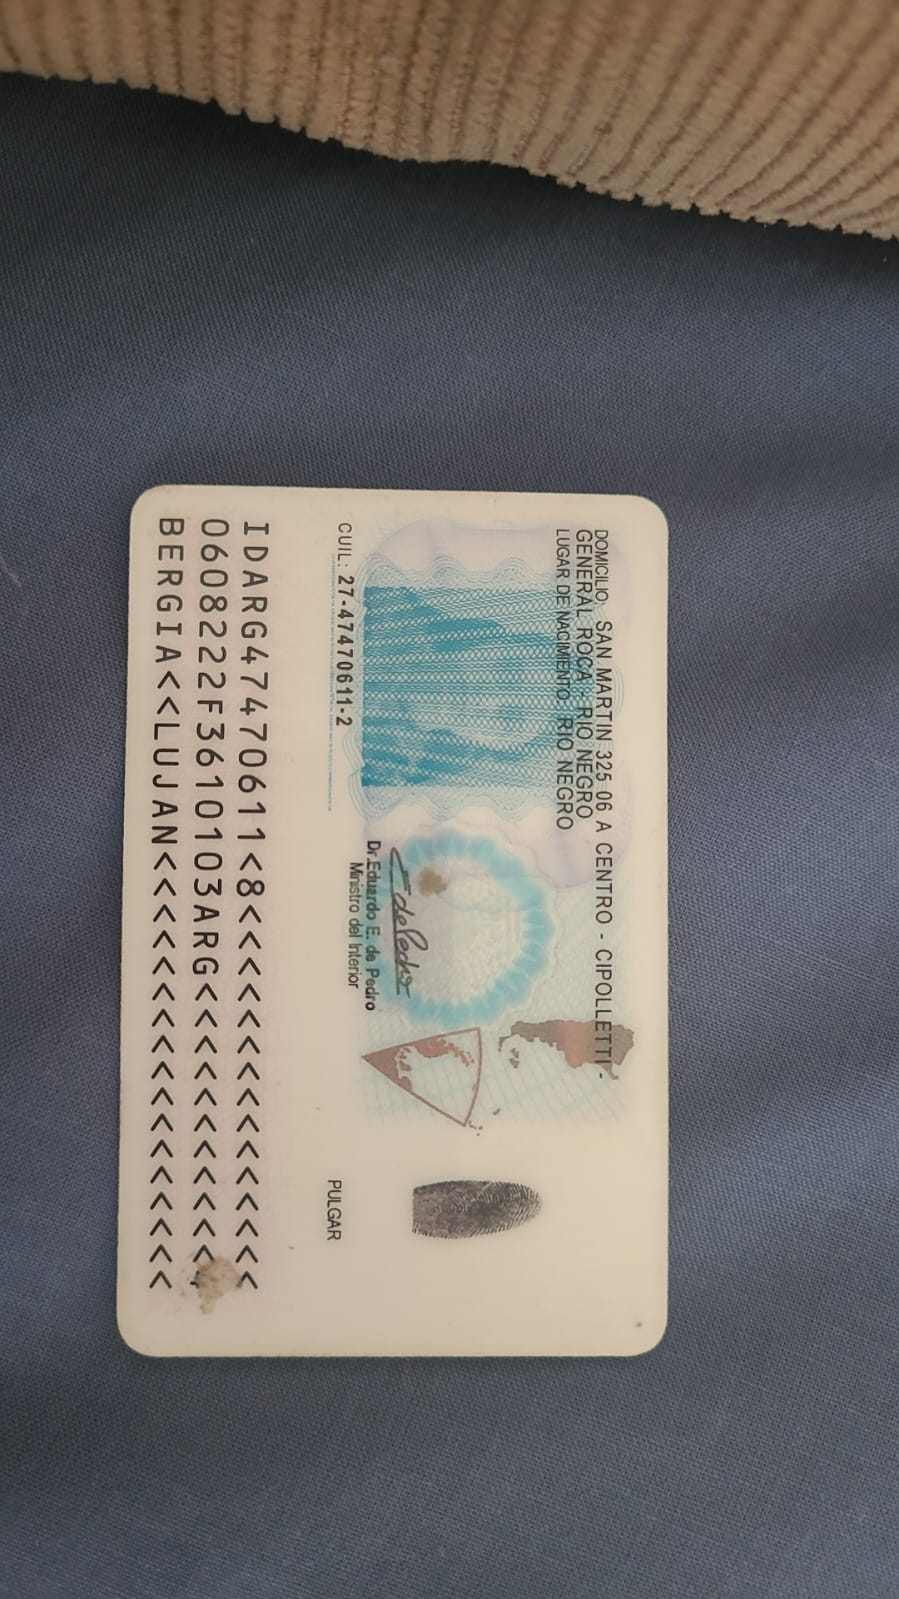 DOMICILIO: SAN MARTIN 325 06 A CENTRO - CIPOLLETTI -
GENERAL ROCA - RIO NEGRO
LUGAR DE NACIMIENTO: RIO NEGRO
Dr. Eduardo E. de Pedro
Ministro del Interior
CUIL: 27-47470611-2
PULGAR
IDARG47470611<8<<<<<<<<<<<<<<<
0608222F3610103ARG<<<<<<<<<<<
BERGIA<<LUJAN<<<<<<<<<<<<<<<<<